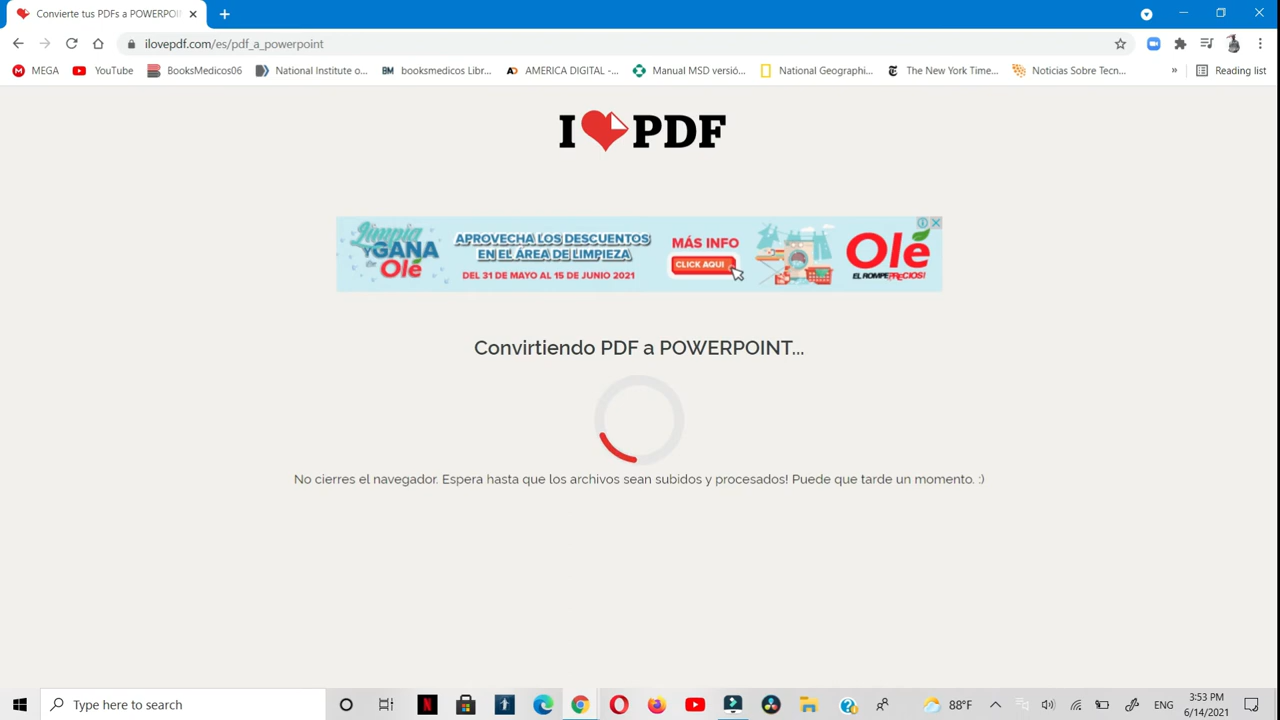 Convierte tus PDFs a POWERPOIN
ilovepdf.com/es/pdf_a_powerpoint
MEGA YouTube BooksMedicos06 National Institute o... booksmedicos Libr... AMERICA DIGITAL -... Manual MSD versió... National Geographi... The New York Time... Noticias Sobre Tecn... » Reading list
I PDF
Limpia
y GANA
en
Olé
APROVECHA LOS DESCUENTOS
EN EL ÁREA DE LIMPIEZA
DEL 31 DE MAYO AL 15 DE JUNIO 2021
MÁS INFO
CLICK AQUI
Olé
EL ROMPEPRECIOS!
Convirtiendo PDF a POWERPOINT...
No cierres el navegador. Espera hasta que los archivos sean subidos y procesados! Puede que tarde un momento. :)
Type here to search
88°F
ENG
3:53 PM
6/14/2021